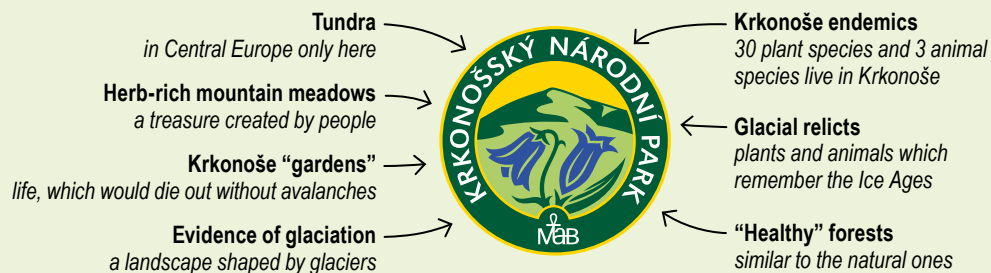 Tundra
in Central Europe only here
Herb-rich mountain meadows
a treasure created by people
Krkonoše “gardens”
life, which would die out without avalanches
Evidence of glaciation
a landscape shaped by glaciers
KRKONOŠSKÝ NÁRODNÍ PARK
MaB
Krkonoše endemics
30 plant species and 3 animal
species live in Krkonoše
Glacial relicts
plants and animals which
remember the Ice Ages
“Healthy” forests
similar to the natural ones